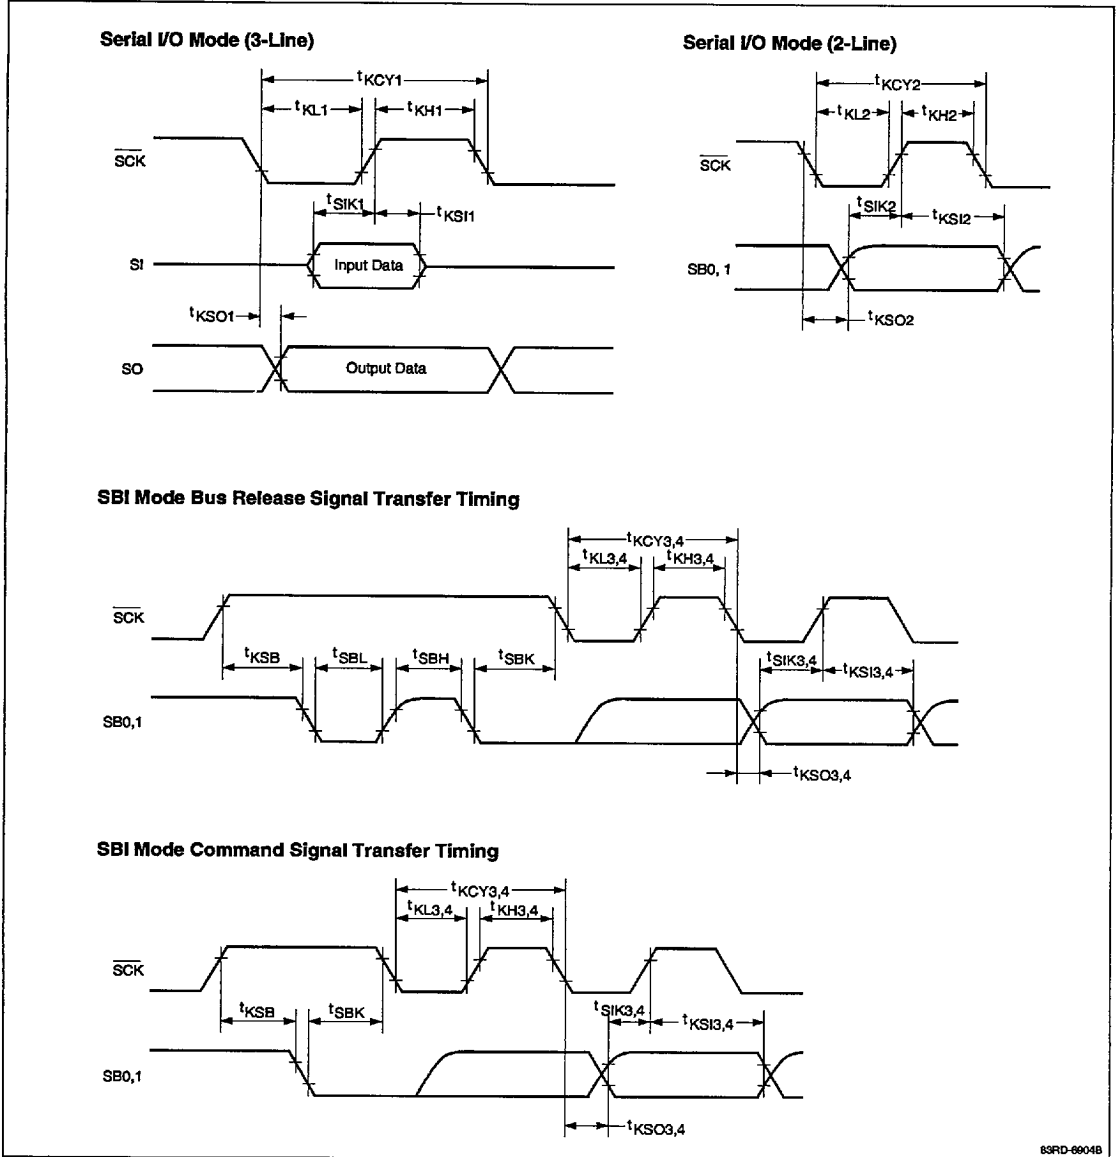 Serial I/O Mode (3-Line)
tKCY1
tKL1
tKH1
SCK
tSIK1
tKSI1
SI
Input Data
tKSO1
SO
Output Data
Serial I/O Mode (2-Line)
tKCY2
tKL2
tKH2
SCK
tSIK2
tKSI2
SB0, 1
tKSO2
SBI Mode Bus Release Signal Transfer Timing
tKCY3,4
tKL3,4
tKH3,4
SCK
tKSB
tSBL
tSBH
tSBK
tSIK3,4
tKSI3,4
SB0,1
tKSO3,4
SBI Mode Command Signal Transfer Timing
tKCY3,4
tKL3,4
tKH3,4
SCK
tKSB
tSBK
tSIK3,4
tKSI3,4
SB0,1
tKSO3,4
83RD-6904B